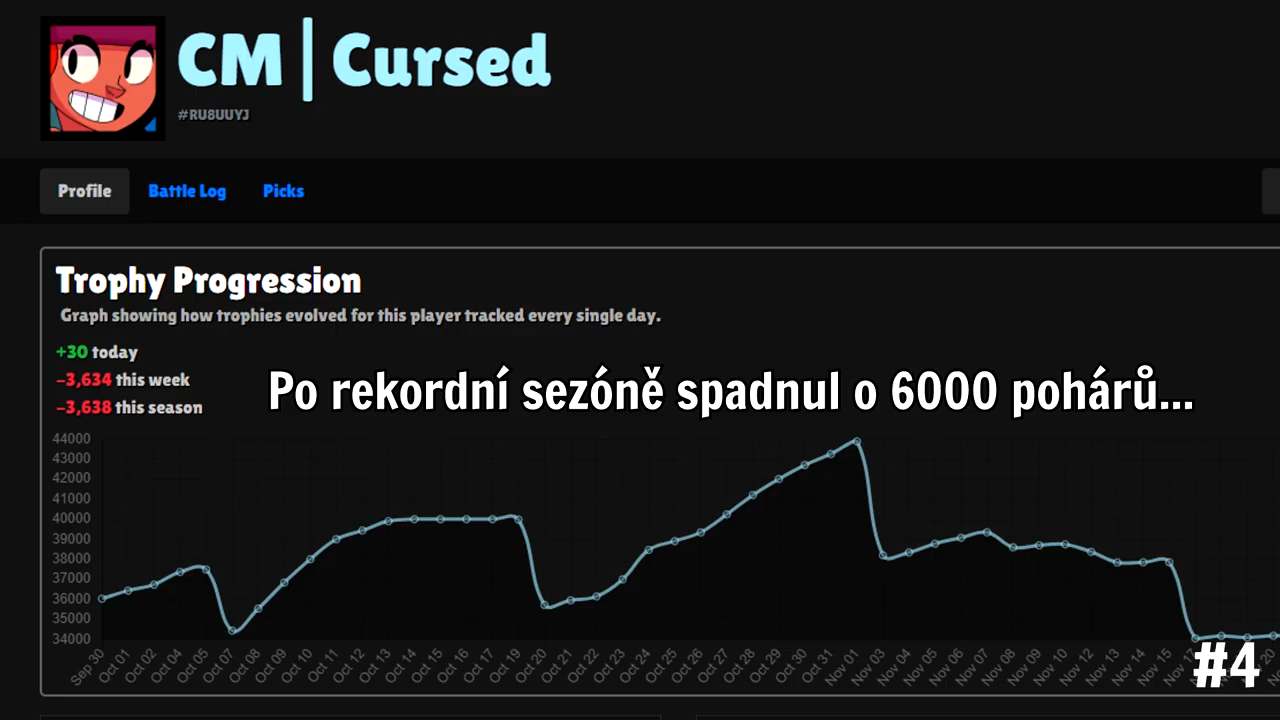 CM | Cursed
#RU8UUYJ
Profile
Battle Log
Picks
Trophy Progression
Graph showing how trophies evolved for this player tracked every single day.
+30 today
-3,634 this week
-3,638 this season
Po rekordní sezóně spadnul o 6000 pohárů...
44000
43000
42000
41000
40000
39000
38000
37000
36000
35000
34000
Sep 30 Oct 01 Oct 02 Oct 04 Oct 05 Oct 07 Oct 08 Oct 09 Oct 10 Oct 11 Oct 12 Oct 13 Oct 14 Oct 15 Oct 16 Oct 17 Oct 19 Oct 20 Oct 21 Oct 22 Oct 23 Oct 24 Oct 25 Oct 26 Oct 27 Oct 28 Oct 29 Oct 30 Oct 31 Nov 01 Nov 03 Nov 04 Nov 05 Nov 06 Nov 07 Nov 08 Nov 09 Nov 10 Nov 12 Nov 13 Nov 14 Nov 15
#4